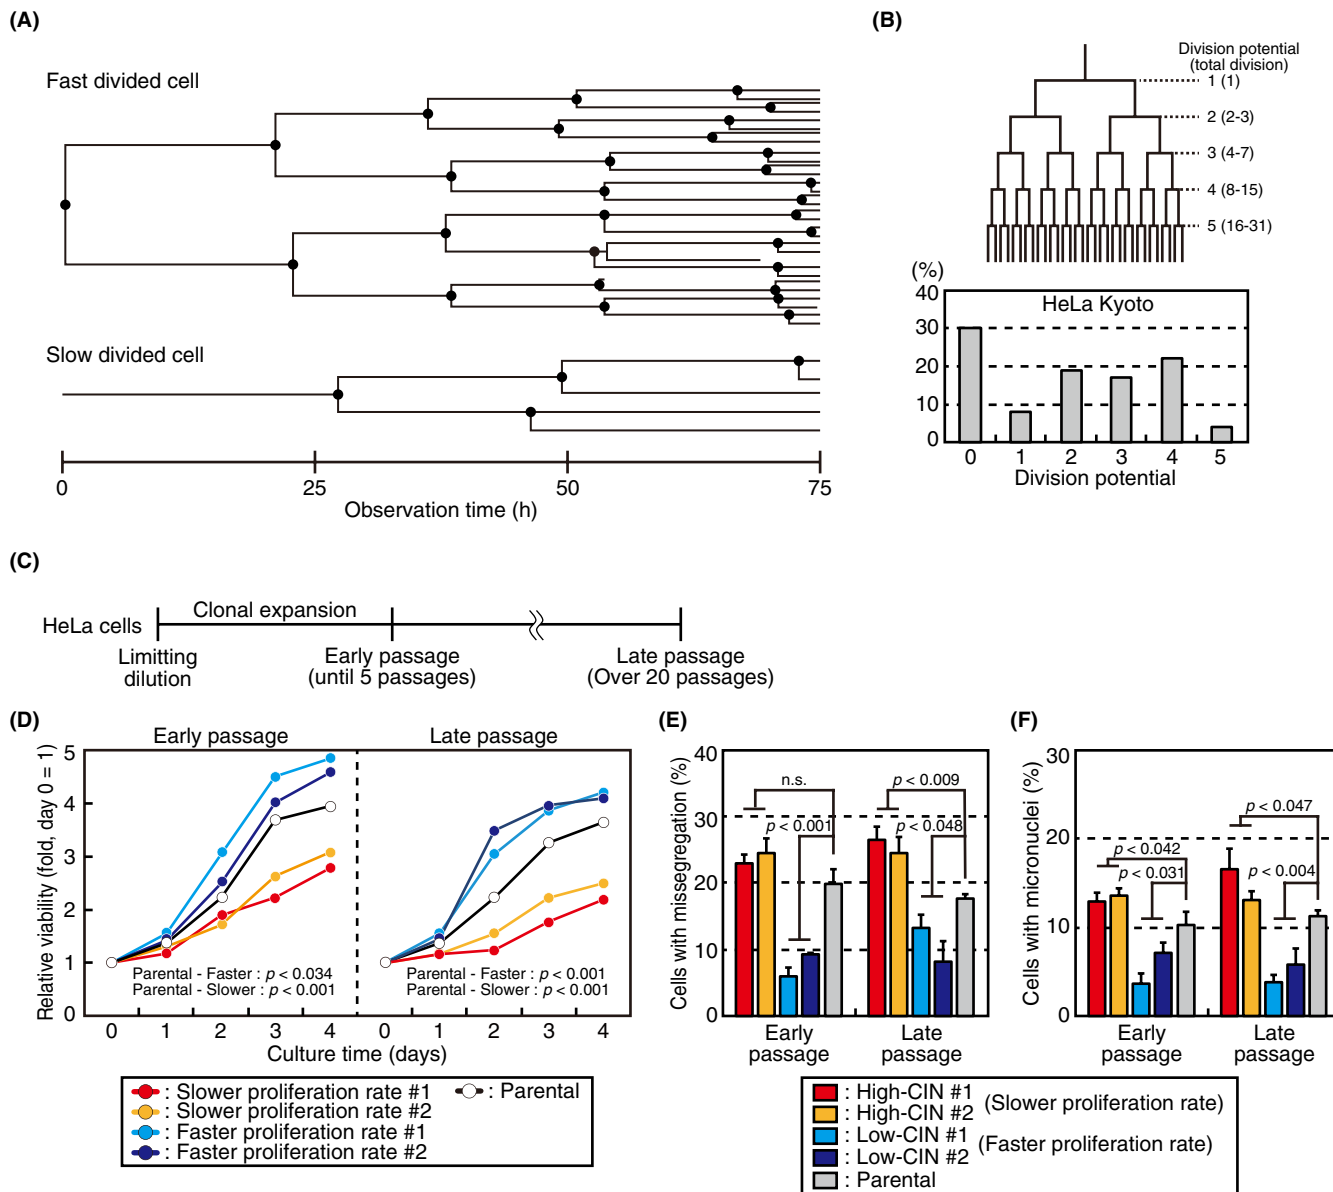 (A)
Fast divided cell
Slow divided cell
0 25 50 75
Observation time (h)
(B)
Division potential
(total division)
1 (1)
2 (2-3)
3 (4-7)
4 (8-15)
5 (16-31)
(%)
HeLa Kyoto
40
30
20
10
0
0 1 2 3 4 5
Division potential
(C)
HeLa cells
Clonal expansion
Limitting
dilution
Early passage
(until 5 passages)
Late passage
(Over 20 passages)
(D)
Early passage
Late passage
Relative viability (fold, day 0 = 1)
5
4
3
2
1
0
Parental - Faster : p < 0.034
Parental - Slower : p < 0.001
Parental - Faster : p < 0.001
Parental - Slower : p < 0.001
0 1 2 3 4 0 1 2 3 4
Culture time (days)
: Slower proliferation rate #1
: Slower proliferation rate #2
: Faster proliferation rate #1
: Faster proliferation rate #2
: Parental
(E)
Cells with missegregation (%)
40
30
20
10
0
n.s.
p < 0.001
p < 0.009
p < 0.048
Early
passage
Late
passage
(F)
Cells with micronuclei (%)
30
20
10
0
p < 0.042
p < 0.031
p < 0.047
p < 0.004
Early
passage
Late
passage
: High-CIN #1
: High-CIN #2
(Slower proliferation rate)
: Low-CIN #1
: Low-CIN #2
(Faster proliferation rate)
: Parental